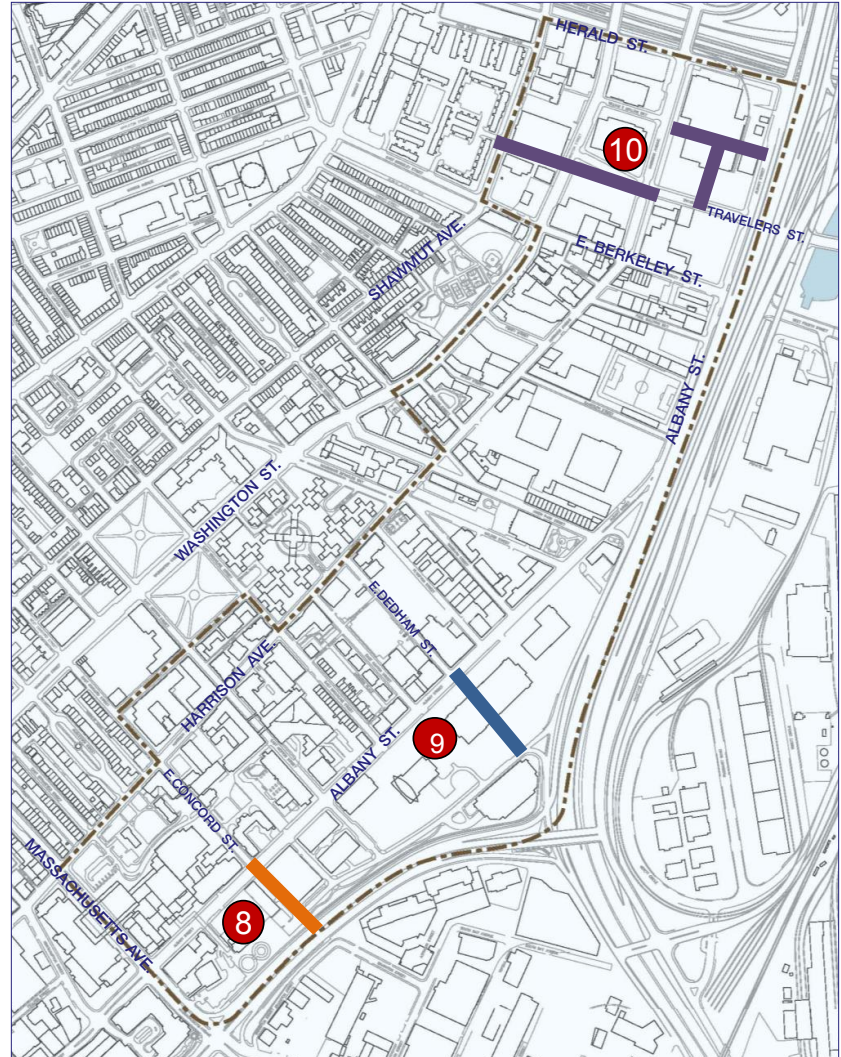 HERALD ST.
10
TRAVELERS ST.
SHAWMUT AVE.
E. BERKELEY ST.
ALBANY ST.
WASHINGTON ST.
E.DEDHAM ST.
HARRISON AVE.
9
ALBANY ST.
E.CONCORD ST.
MASSACHUSETTS AVE.
8